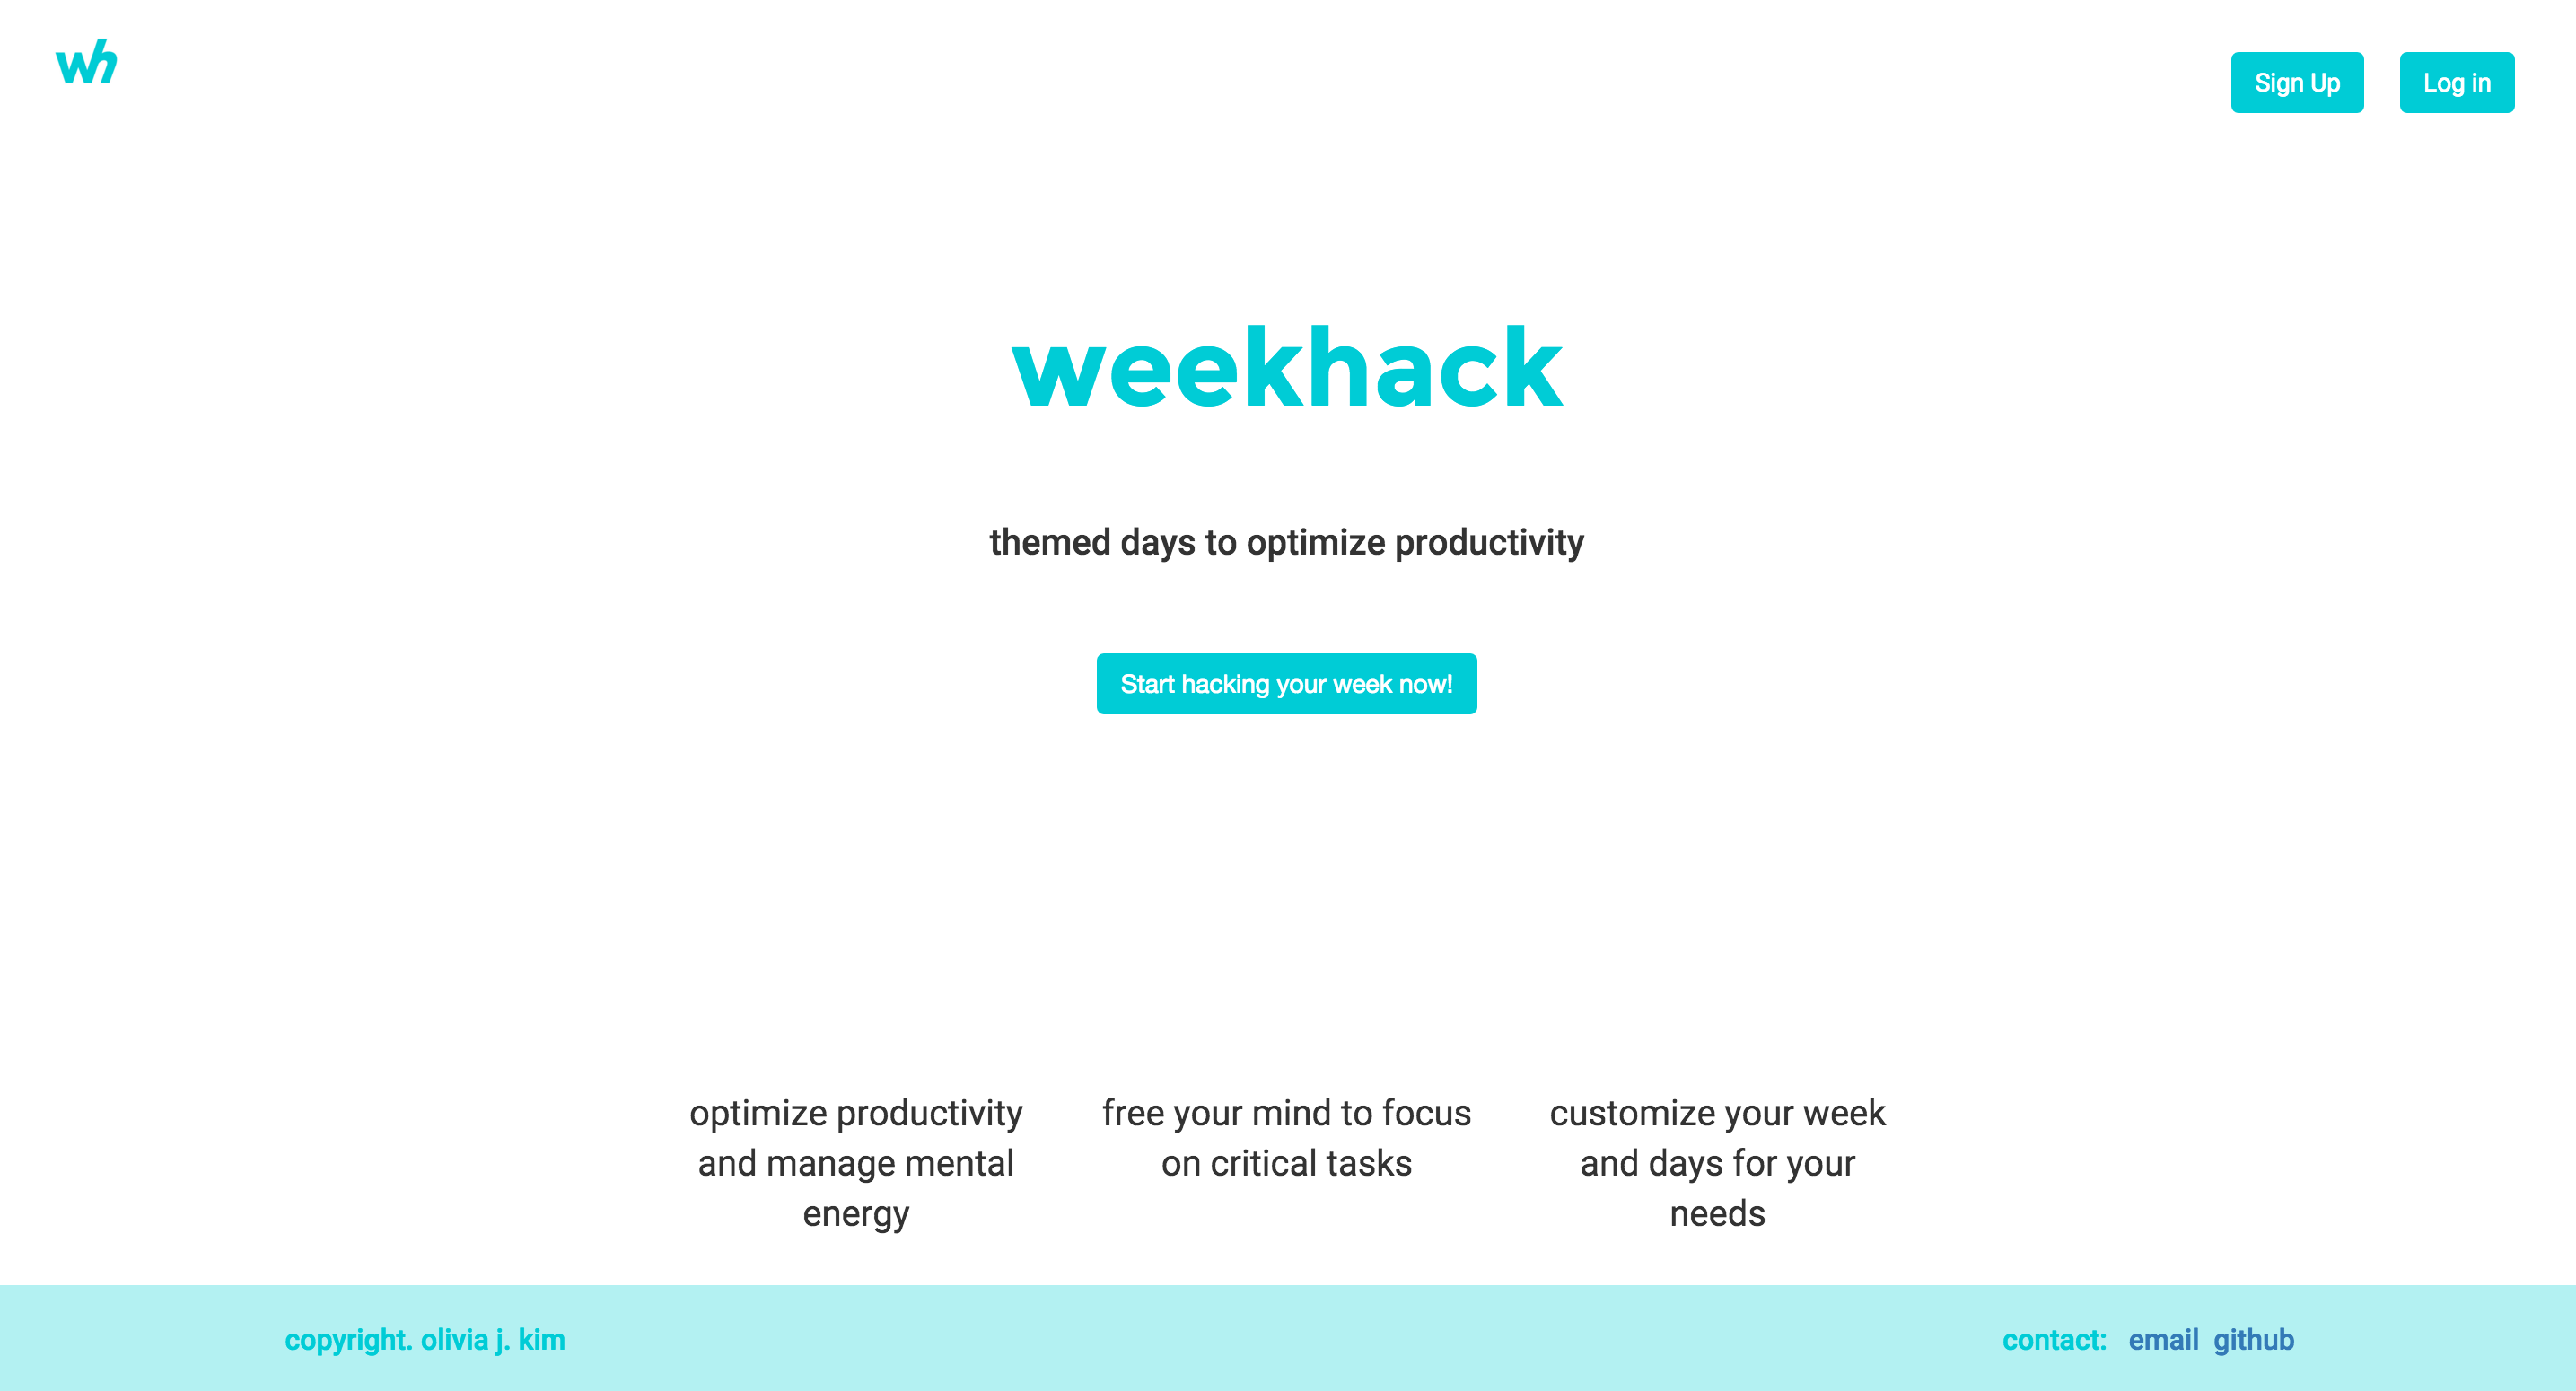 wh
Sign Up
Log in
weekhack
themed days to optimize productivity
Start hacking your week now!
optimize productivity
and manage mental
energy
free your mind to focus
on critical tasks
customize your week
and days for your
needs
copyright. olivia j. kim
contact: email github